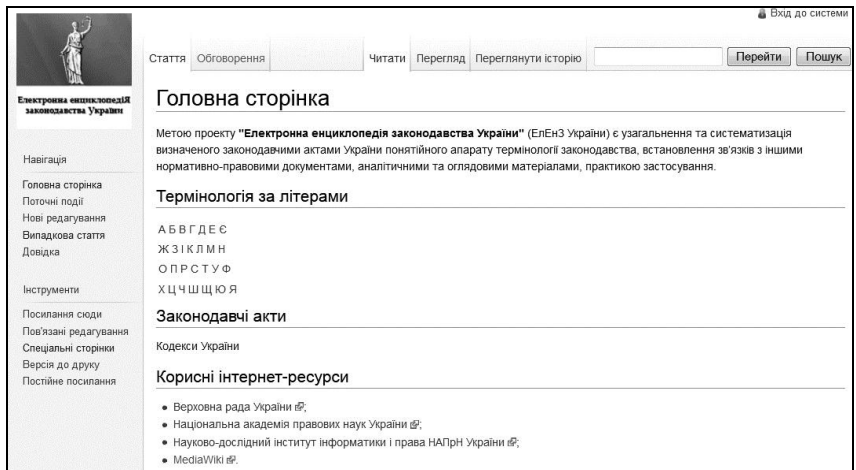 Вхід до системи
Стаття Обговорення Читати Перегляд Переглянути історію Перейти Пошук
Електронна енциклопедіЯ
законодавства України
Головна сторінка
Метою проекту "Електронна енциклопедія законодавства України" (ЕлЕнЗ України) є узагальнення та систематизація
визначеного законодавчими актами України понятійного апарату термінології законодавства, встановлення зв'язків з іншими
нормативно-правовими документами, аналітичними та оглядовими матеріалами, практикою застосування.
Навігація
Головна сторінка
Поточні події
Нові редагування
Випадкова стаття
Довідка
Інструменти
Посилання сюди
Пов'язані редагування
Спеціальні сторінки
Версія до друку
Постійне посилання
Термінологія за літерами
А Б В Г Д Е Є
Ж З І К Л М Н
О П Р С Т У Ф
Х Ц Ч Ш Щ Ю Я
Законодавчі акти
Кодекси України
Корисні інтернет-ресурси
• Верховна рада України;
• Національна академія правових наук України;
• Науково-дослідний інститут інформатики і права НАПрН України;
• MediaWiki.